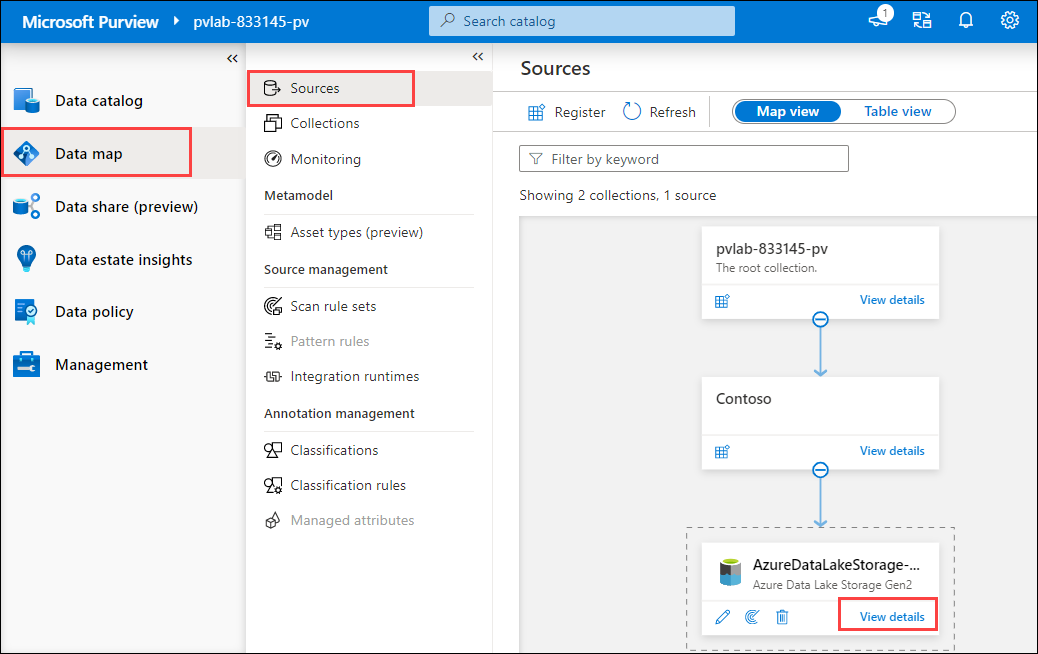 Microsoft Purview pvlab-833145-pv
Search catalog
1
Data catalog
Data map
Data share (preview)
Data estate insights
Data policy
Management
Sources
Collections
Monitoring
Metamodel
Asset types (preview)
Source management
Scan rule sets
Pattern rules
Integration runtimes
Annotation management
Classifications
Classification rules
Managed attributes
Sources
Register Refresh Map view Table view
Filter by keyword
Showing 2 collections, 1 source
pvlab-833145-pv
The root collection.
View details
Contoso
View details
AzureDataLakeStorage-...
Azure Data Lake Storage Gen2
View details